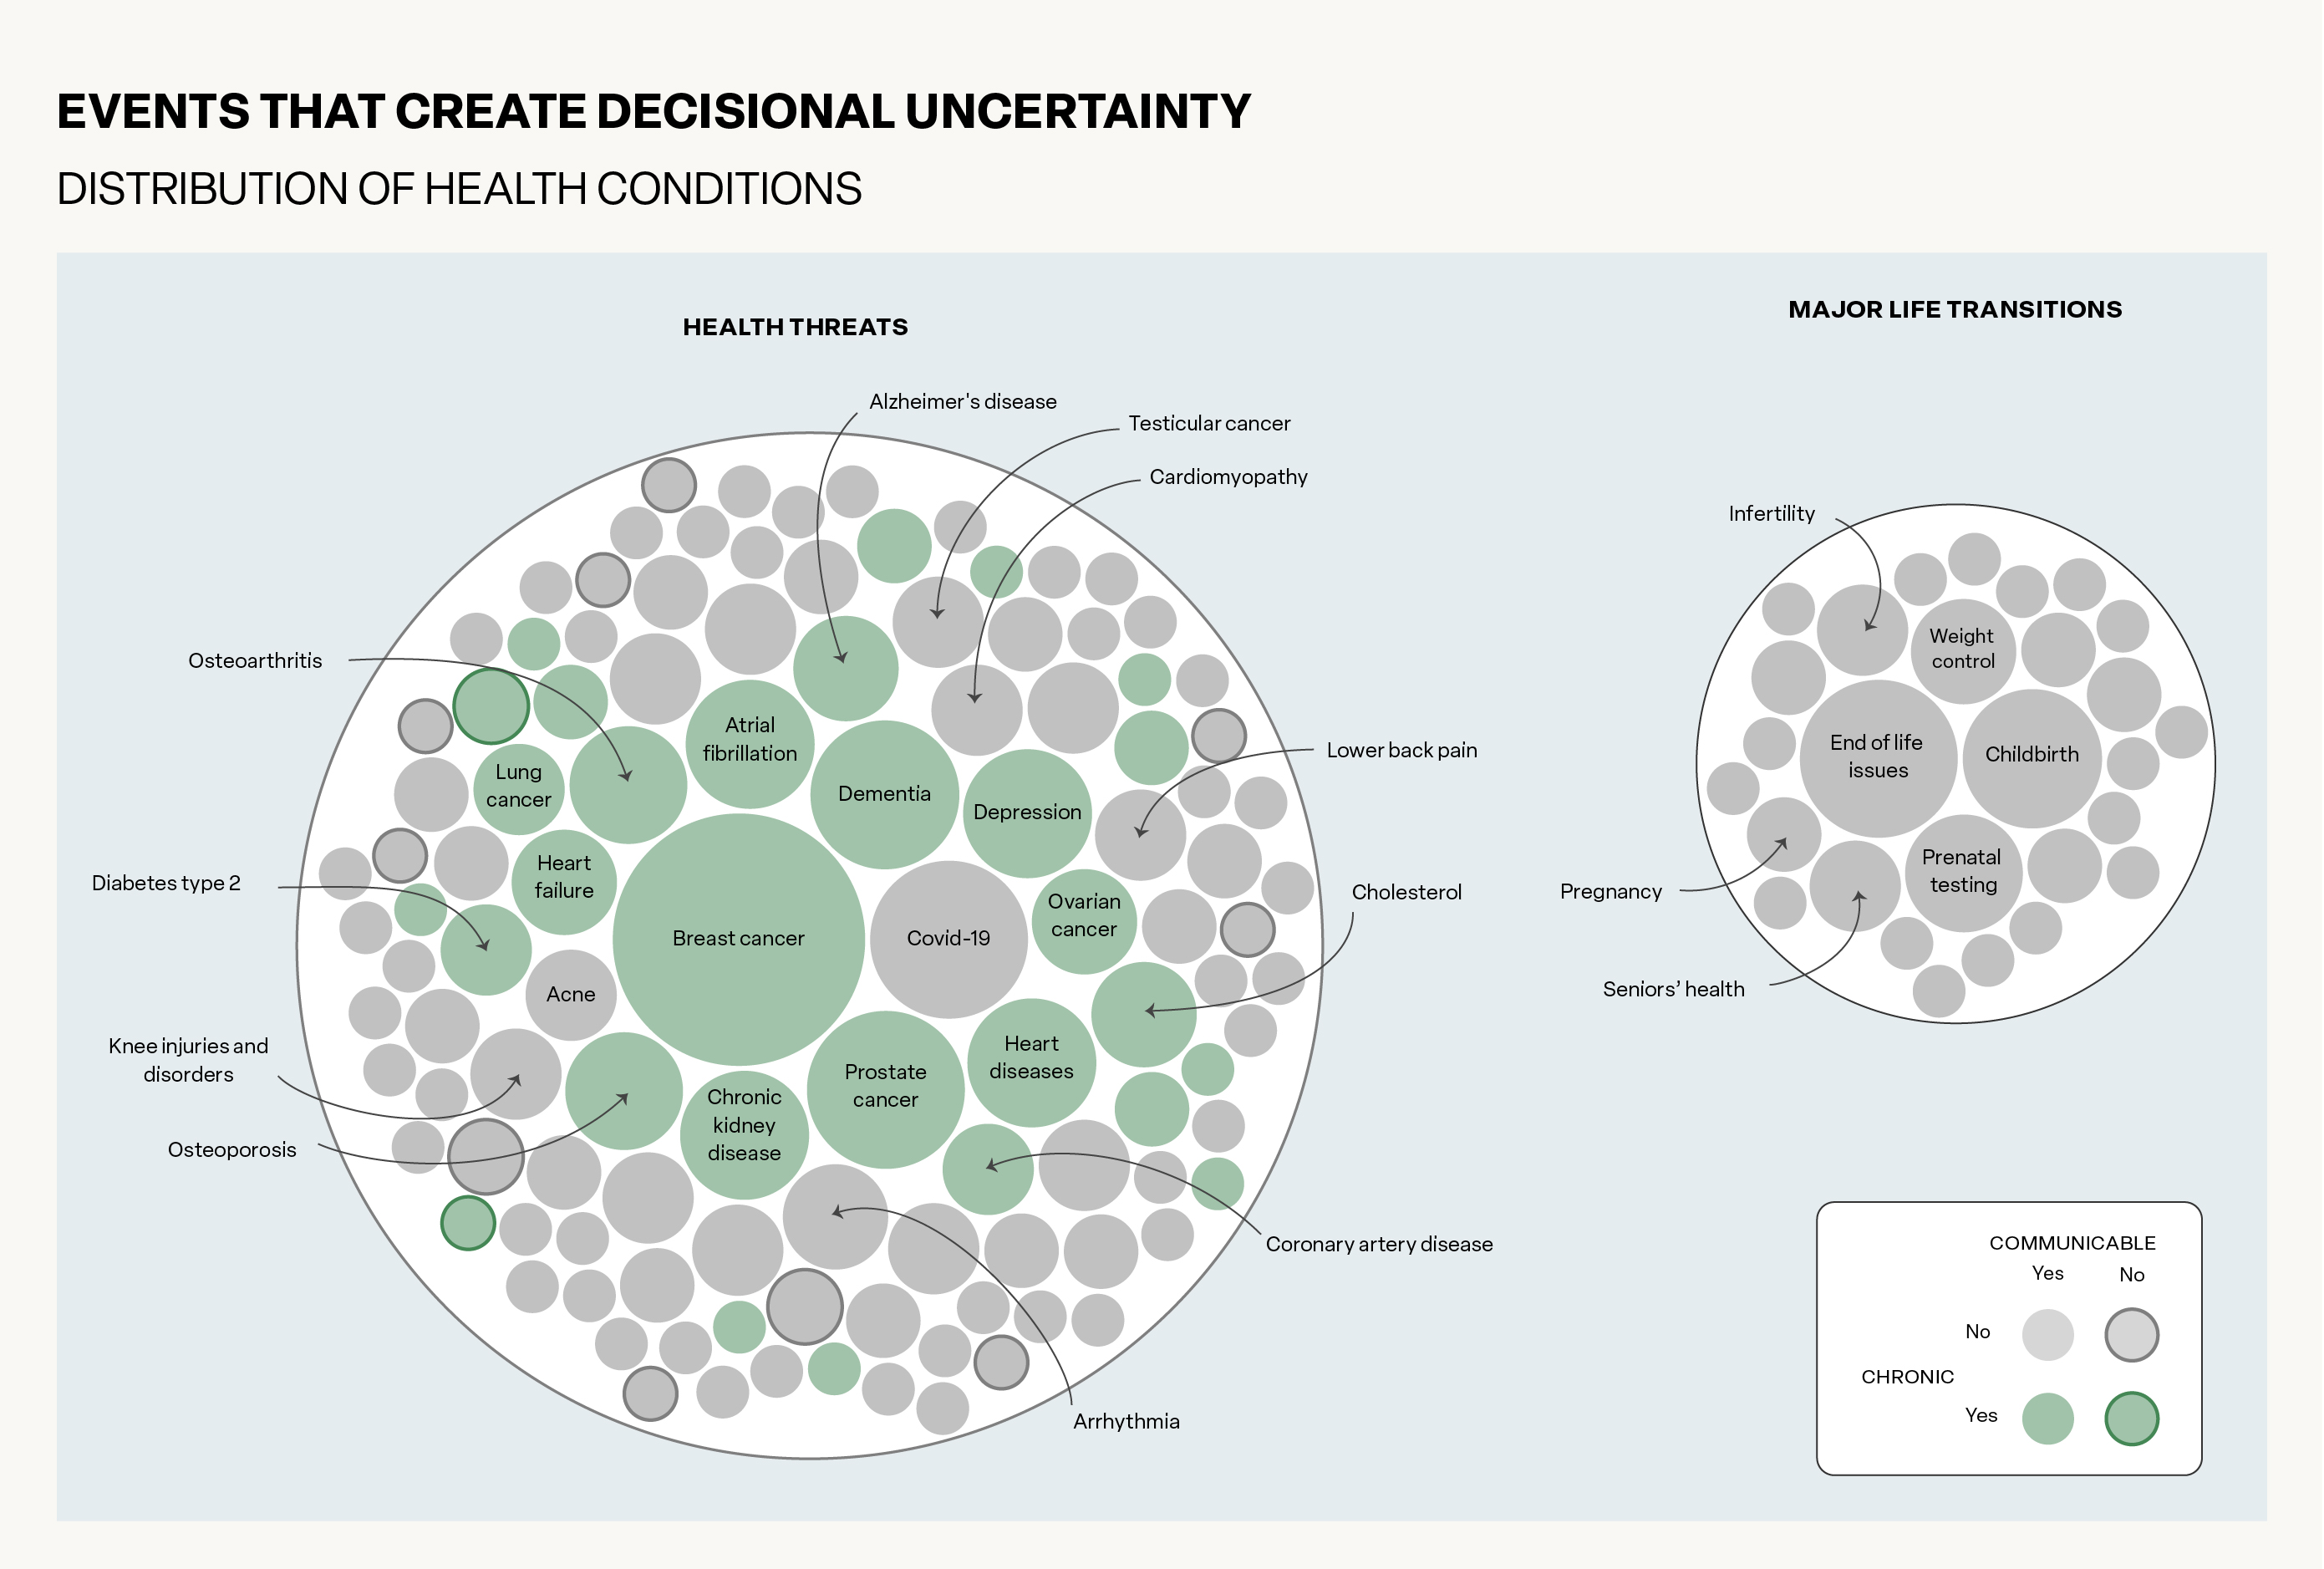 EVENTS THAT CREATE DECISIONAL UNCERTAINTY
DISTRIBUTION OF HEALTH CONDITIONS
HEALTH THREATS
Alzheimer's disease
Testicular cancer
Cardiomyopathy
Osteoarthritis
Atrial
fibrillation
Lung
cancer
Dementia
Depression
Lower back pain
Heart
failure
Diabetes type 2
Cholesterol
Ovarian
cancer
Breast cancer
Covid-19
Acne
Knee injuries and
disorders
Heart
diseases
Prostate
cancer
Chronic
kidney
disease
Osteoporosis
Coronary artery disease
Arrhythmia
MAJOR LIFE TRANSITIONS
Infertility
Weight
control
End of life
issues
Childbirth
Prenatal
testing
Pregnancy
Seniors’ health
COMMUNICABLE
Yes No
No
CHRONIC
Yes